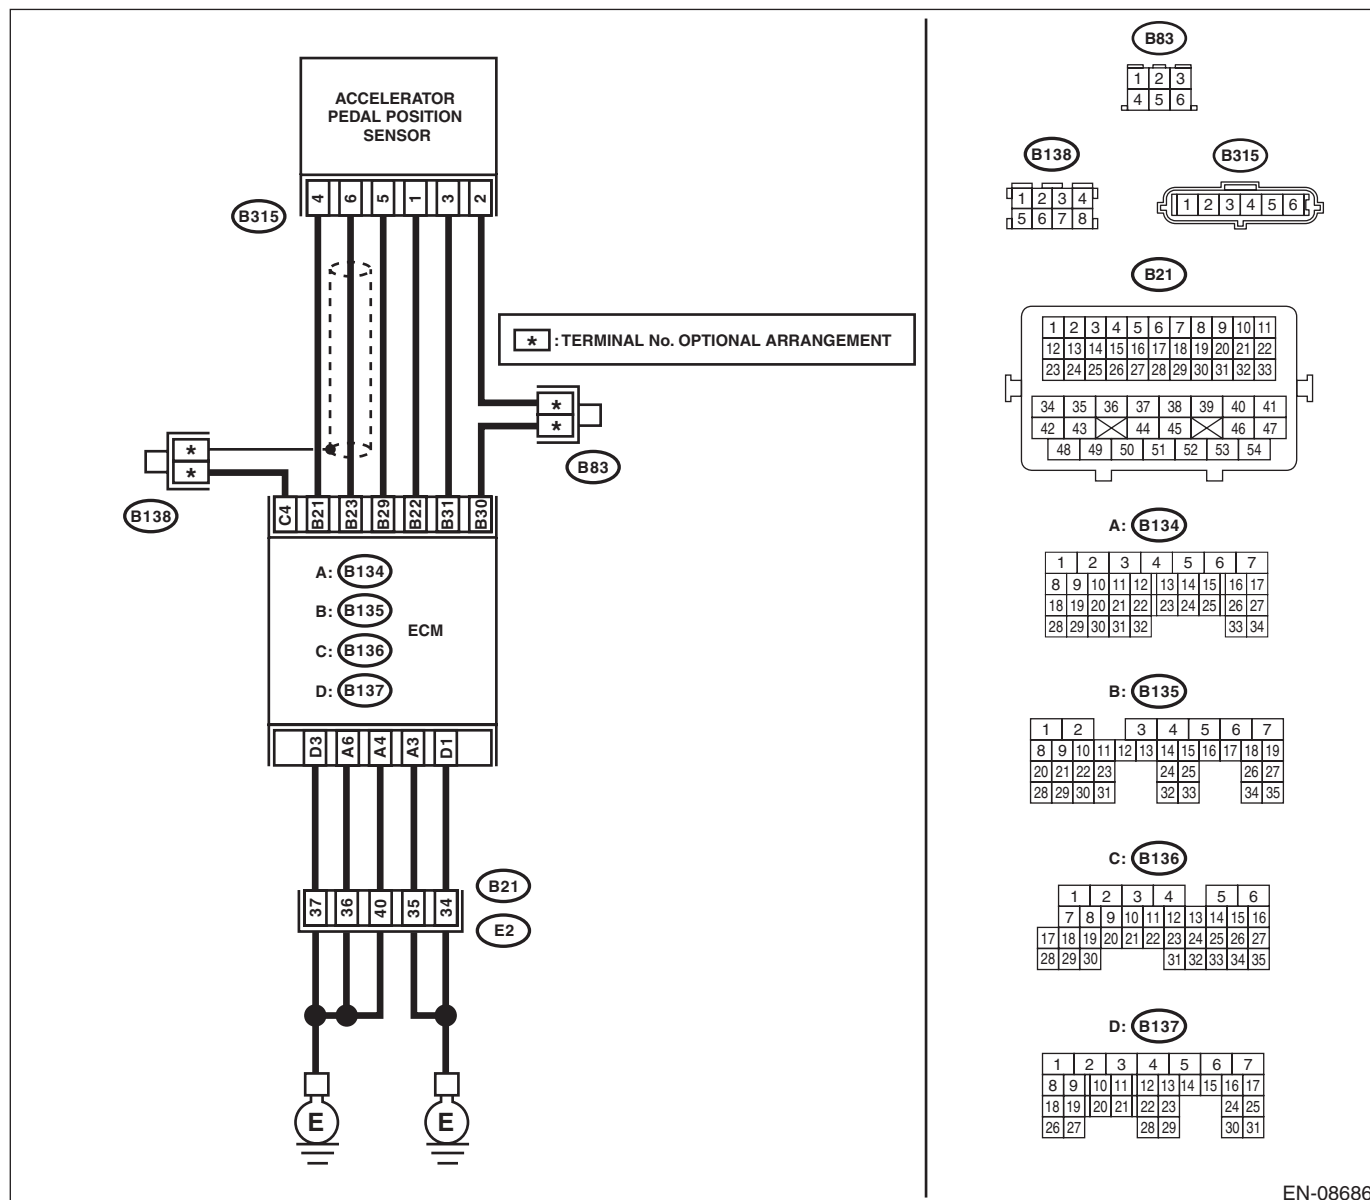 ACCELERATOR
PEDAL POSITION
SENSOR
4 6 5 1 3 2
B315
* : TERMINAL No. OPTIONAL ARRANGEMENT
*
*
B83
*
*
B138
C4 B21 B23 B29 B22 B31 B30
A: B134
B: B135
ECM
C: B136
D: B137
D3 A6 A4 A3 D1
37 36 40 35 34
B21
E2
E E
B83
1 2 3
4 5 6
B138
1 2 3 4
5 6 7 8
B315
1 2 3 4 5 6
B21
1 2 3 4 5 6 7 8 9 10 11
12 13 14 15 16 17 18 19 20 21 22
23 24 25 26 27 28 29 30 31 32 33
34 35 36 37 38 39 40 41
42 43 44 45 46 47
48 49 50 51 52 53 54
A: B134
1 2 3 4 5 6 7
8 9 10 11 12 13 14 15 16 17
18 19 20 21 22 23 24 25 26 27
28 29 30 31 32 33 34
B: B135
1 2 3 4 5 6 7
8 9 10 11 12 13 14 15 16 17 18 19
20 21 22 23 24 25 26 27
28 29 30 31 32 33 34 35
C: B136
1 2 3 4 5 6
7 8 9 10 11 12 13 14 15 16
17 18 19 20 21 22 23 24 25 26 27
28 29 30 31 32 33 34 35
D: B137
1 2 3 4 5 6 7
8 9 10 11 12 13 14 15 16 17
18 19 20 21 22 23 24 25
26 27 28 29 30 31
EN-08686